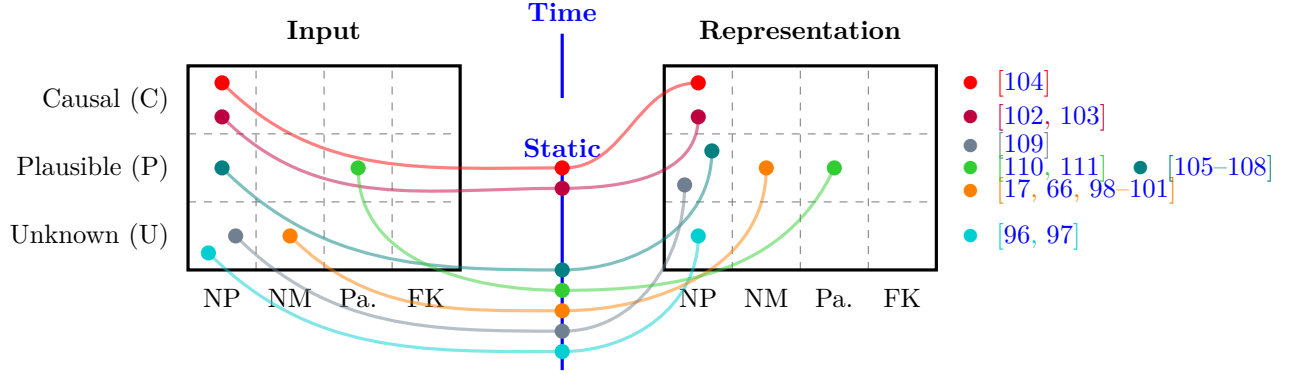 Time
Input
Representation
Causal (C)
Plausible (P)
Unknown (U)
NP NM Pa. FK
Static
NP NM Pa. FK
[104]
[102, 103]
[109]
[110, 111]
[105–108]
[17, 66, 98–101]
[96, 97]